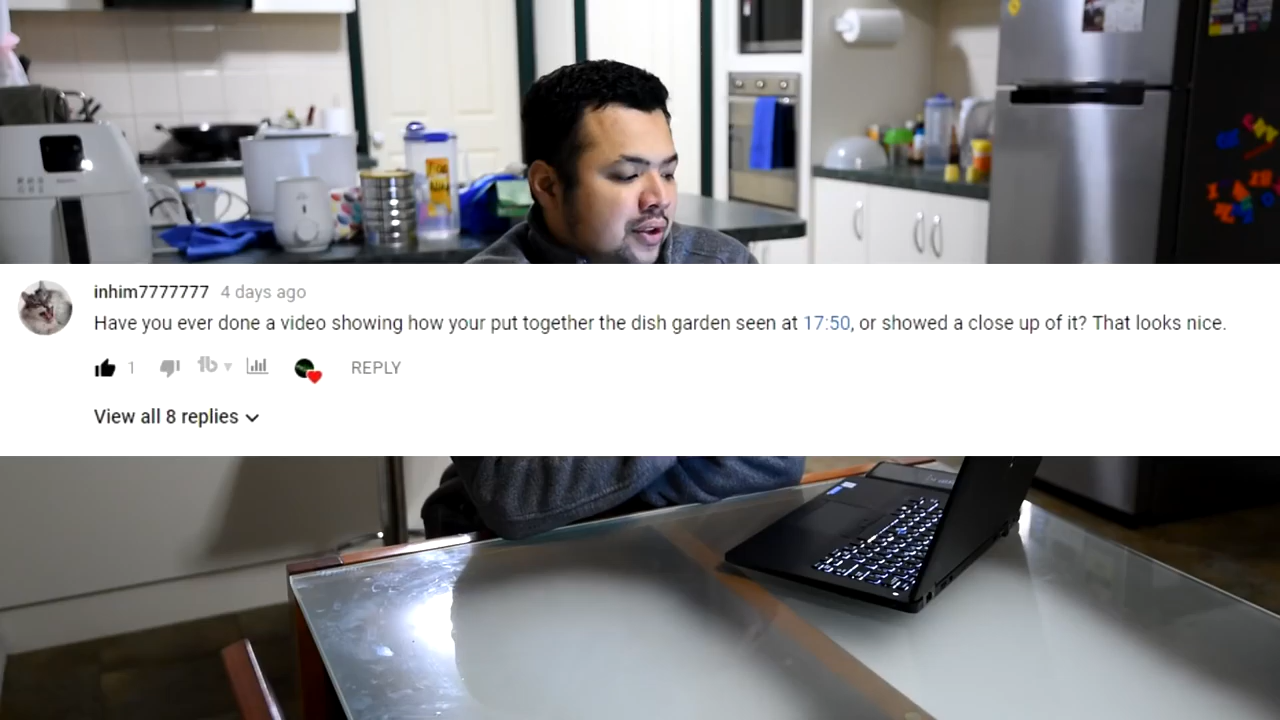 inhim7777777 4 days ago
Have you ever done a video showing how your put together the dish garden seen at 17:50, or showed a close up of it? That looks nice.
1
REPLY
View all 8 replies